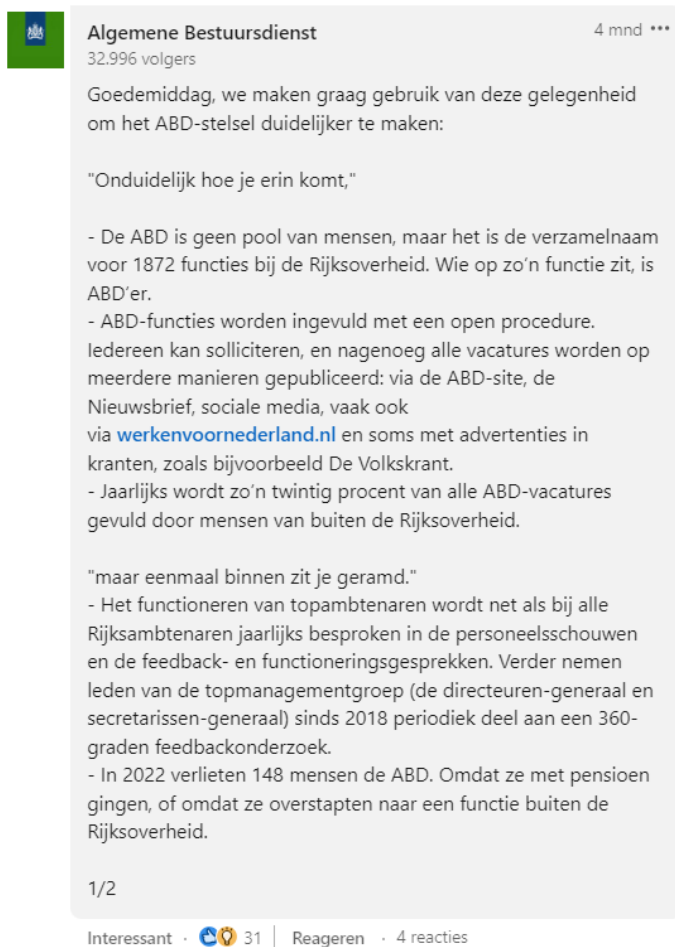 Algemene Bestuursdienst
4 mnd •••
32.996 volgers
Goedemiddag, we maken graag gebruik van deze gelegenheid
om het ABD-stelsel duidelijker te maken:
"Onduidelijk hoe je erin komt,"
- De ABD is geen pool van mensen, maar het is de verzamelnaam
voor 1872 functies bij de Rijksoverheid. Wie op zo'n functie zit, is
ABD'er.
- ABD-functies worden ingevuld met een open procedure.
Iedereen kan solliciteren, en nagenoeg alle vacatures worden op
meerdere manieren gepubliceerd: via de ABD-site, de
Nieuwsbrief, sociale media, vaak ook
via werkenvoornederland.nl en soms met advertenties in
kranten, zoals bijvoorbeeld De Volkskrant.
- Jaarlijks wordt zo'n twintig procent van alle ABD-vacatures
gevuld door mensen van buiten de Rijksoverheid.
"maar eenmaal binnen zit je geramd."
- Het functioneren van topambtenaren wordt net als bij alle
Rijksambtenaren jaarlijks besproken in de personeelsschouwen
en de feedback- en functioneringsgesprekken. Verder nemen
leden van de topmanagementgroep (de directeuren-generaal en
secretarissen-generaal) sinds 2018 periodiek deel aan een 360-
graden feedbackonderzoek.
- In 2022 verlieten 148 mensen de ABD. Omdat ze met pensioen
gingen, of omdat ze overstapten naar een functie buiten de
Rijksoverheid.
1/2
Interessant · 31 | Reageren · 4 reacties